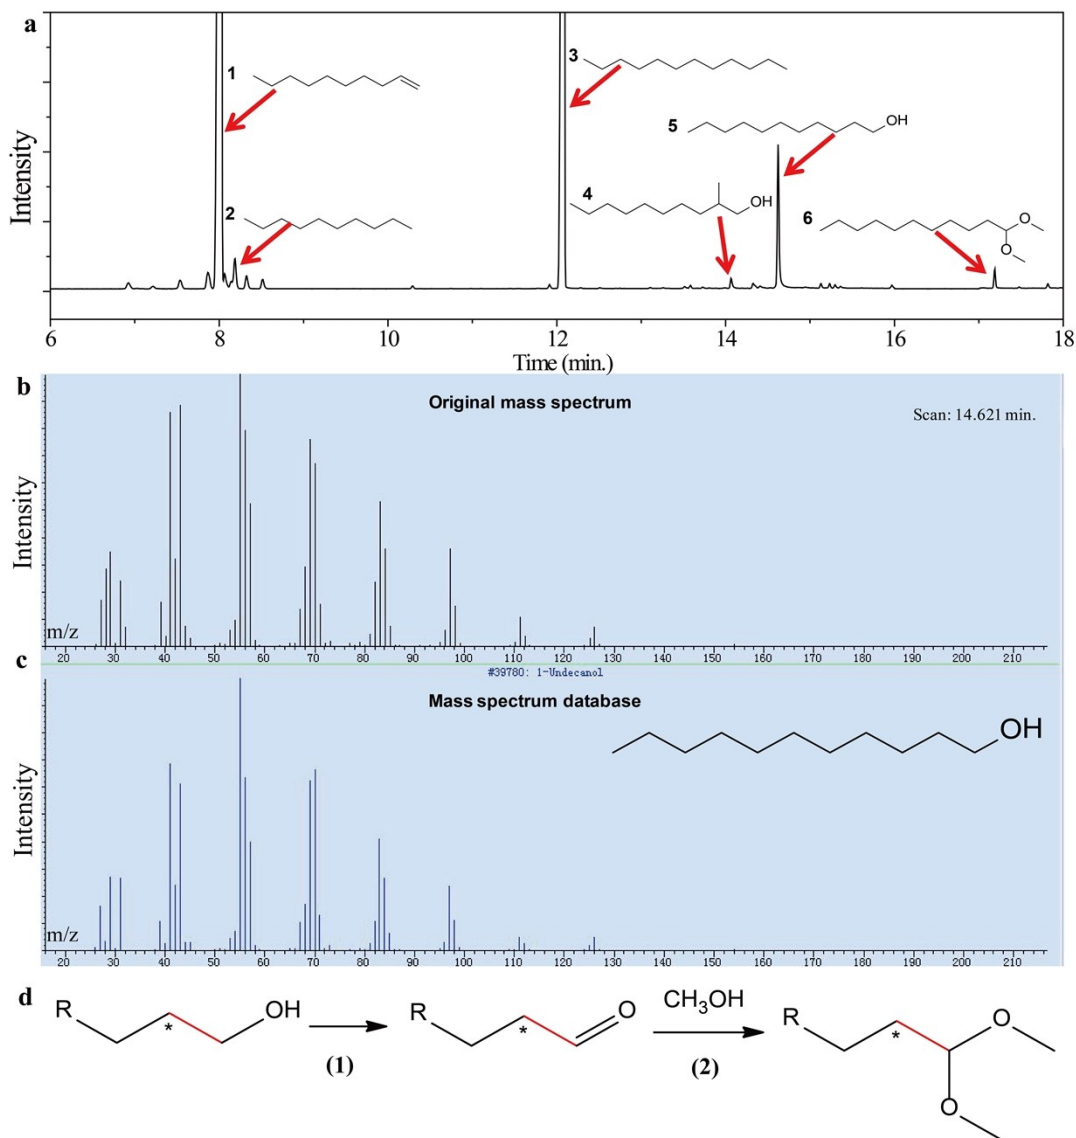 a
1
2
3
5
OH
4
OH
6
O
O
Intensity
6
8
10
12
14
16
18
Time (min.)
b
Original mass spectrum
Scan: 14.621 min.
Intensity
m/z
20 30 40 50 60 70 80 90 100 110 120 130 140 150 160 170 180 190 200 210
c
#39780: 1-Undecanol
Mass spectrum database
OH
Intensity
m/z
20 30 40 50 60 70 80 90 100 110 120 130 140 150 160 170 180 190 200 210
d
R
*
OH
(1)
R
*
O
CH3OH
(2)
R
*
O
O